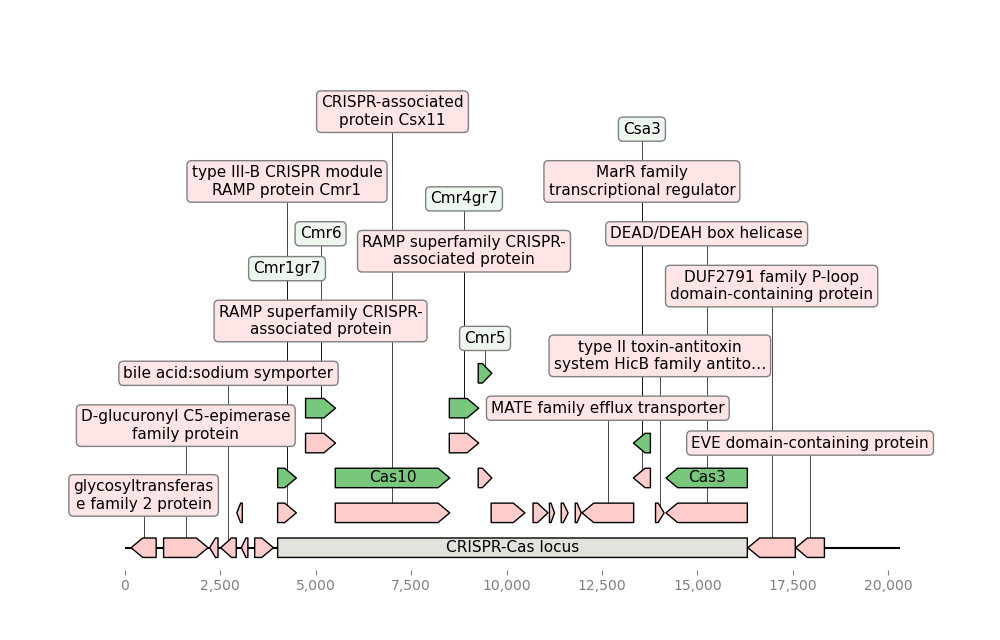 CRISPR-associated
protein Csx11
Csa3
type III-B CRISPR module
RAMP protein Cmr1
MarR family
transcriptional regulator
Cmr4gr7
Cmr6
DEAD/DEAH box helicase
RAMP superfamily CRISPR-
associated protein
Cmr1gr7
DUF2791 family P-loop
domain-containing protein
RAMP superfamily CRISPR-
associated protein
Cmr5
type II toxin-antitoxin
system HicB family antito...
bile acid:sodium symporter
MATE family efflux transporter
D-glucuronyl C5-epimerase
family protein
EVE domain-containing protein
Cas10
Cas3
glycosyltransferas
e family 2 protein
CRISPR-Cas locus
0
2,500
5,000
7,500
10,000
12,500
15,000
17,500
20,000